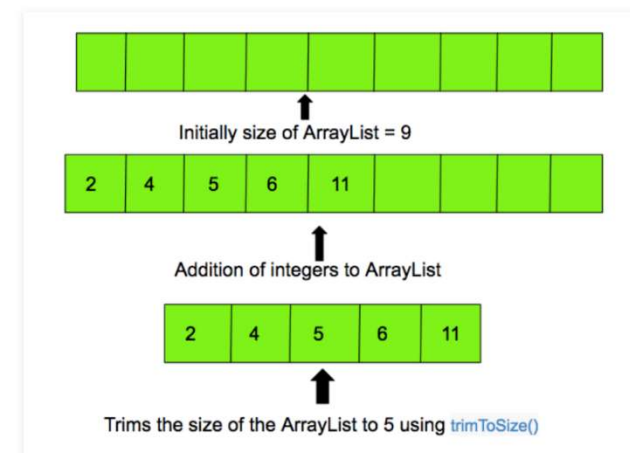 Initially size of ArrayList = 9
2 4 5 6 11
Addition of integers to ArrayList
2 4 5 6 11
Trims the size of the ArrayList to 5 using trimToSize()